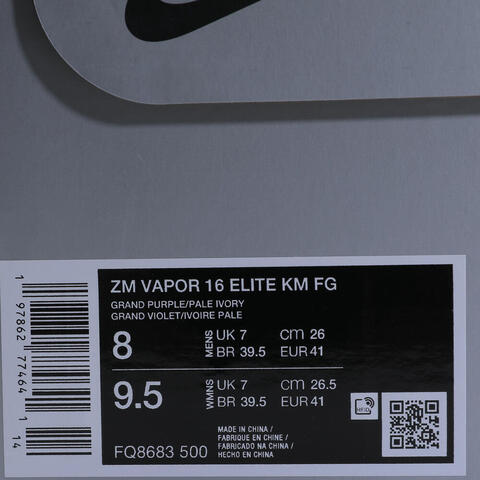 ZM VAPOR 16 ELITE KM FG
GRAND PURPLE/PALE IVORY
GRAND VIOLET/IVOIRE PALE
8 MENS UK 7 CM 26
BR 39.5 EUR 41
9.5 WMNS UK 7 CM 26.5
BR 39.5 EUR 41
RFID
FQ8683 500
MADE IN CHINA /
FABRIQUE EN CHINE /
FABRICADO NA CHINA /
HECHO EN CHINA
1 97862 77464 1 14